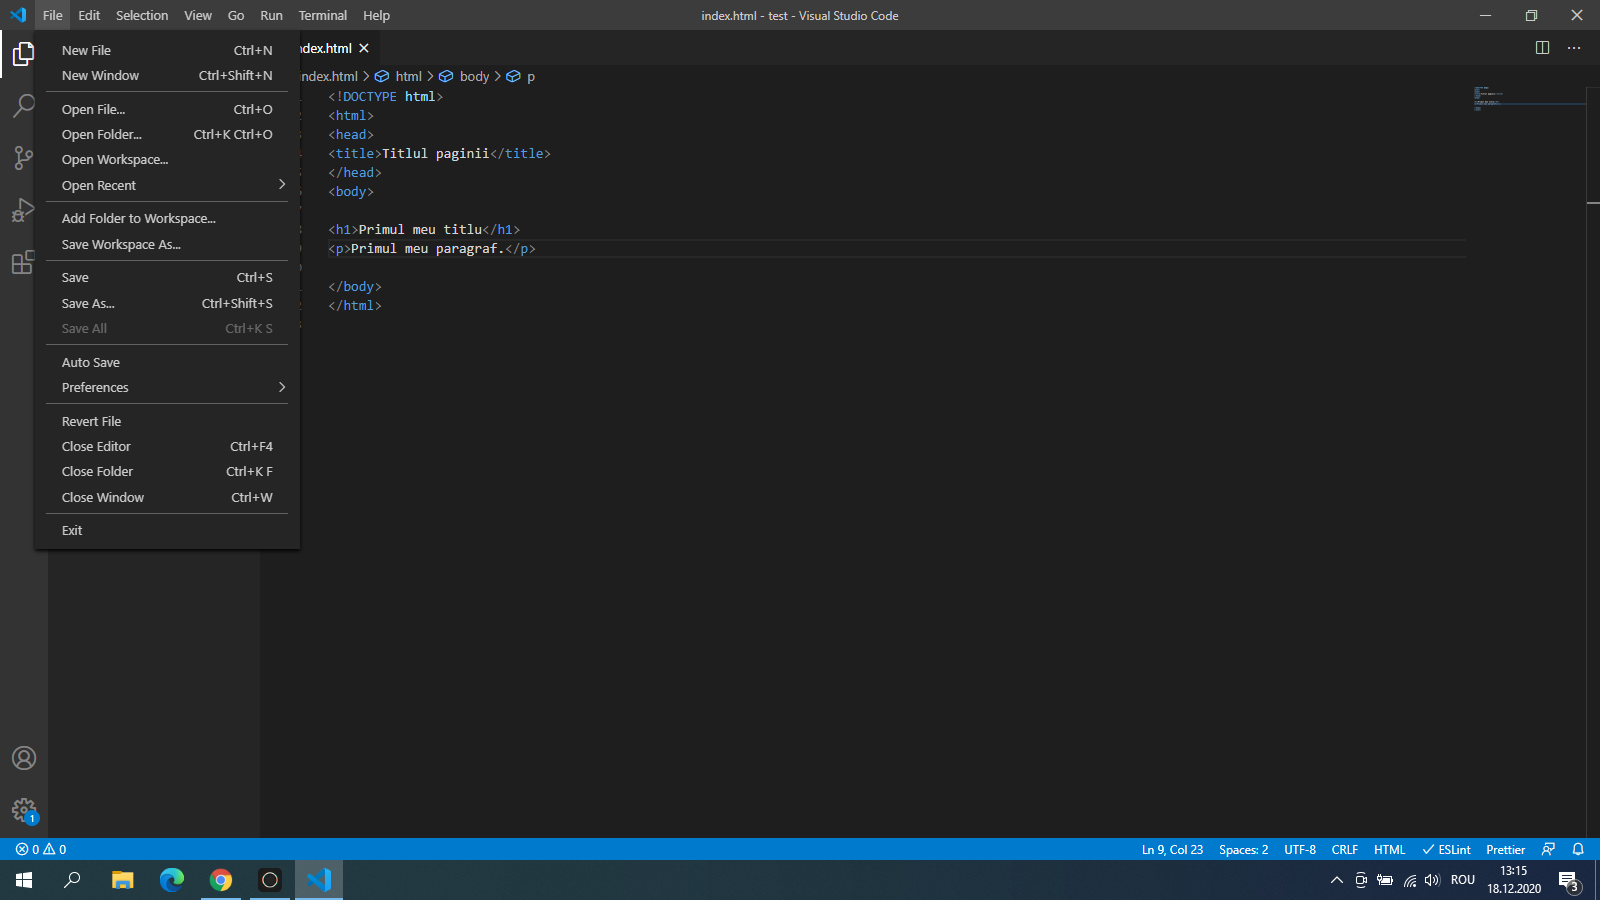 File Edit Selection View Go Run Terminal Help
index.html - test - Visual Studio Code
index.html
index.html > html > body > p
New File Ctrl+N
New Window Ctrl+Shift+N
Open File... Ctrl+O
Open Folder... Ctrl+K Ctrl+O
Open Workspace...
Open Recent
Add Folder to Workspace...
Save Workspace As...
Save Ctrl+S
Save As... Ctrl+Shift+S
Save All Ctrl+K S
Auto Save
Preferences
Revert File
Close Editor Ctrl+F4
Close Folder Ctrl+K F
Close Window Ctrl+W
Exit
<!DOCTYPE html>
<html>
<head>
<title>Titlul paginii</title>
</head>
<body>
<h1>Primul meu titlu</h1>
<p>Primul meu paragraf.</p>
</body>
</html>
1
0 0
Ln 9, Col 23 Spaces: 2 UTF-8 CRLF HTML ESLint Prettier
ROU
13:15
18.12.2020
3